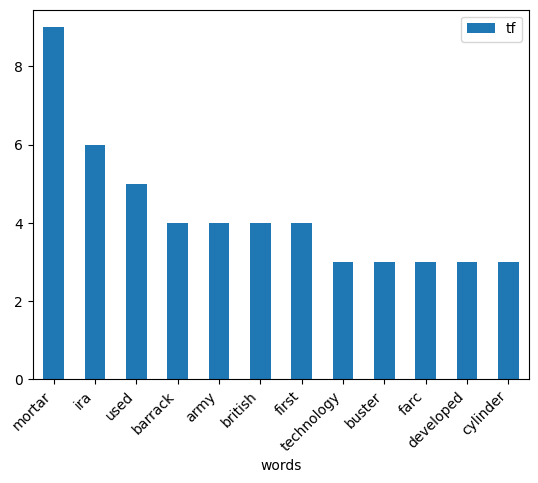 tf
8
6
4
2
0
mortar
ira
used
barrack
army
british
first
technology
buster
farc
developed
cylinder
words